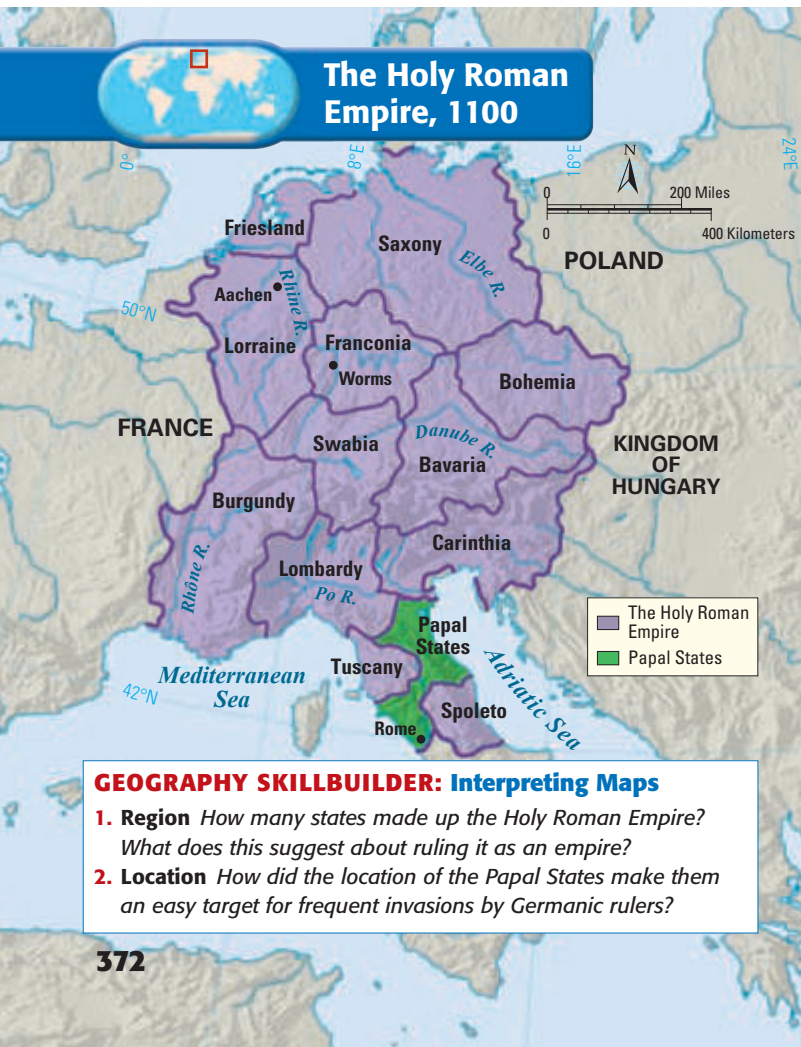 The Holy Roman
Empire, 1100
0°
8°E
16°E
24°E
N
0
200 Miles
0
400 Kilometers
Friesland
Saxony
Elbe R.
POLAND
Aachen
Rhine R.
50°N
Lorraine
Franconia
Worms
Bohemia
FRANCE
Swabia
Danube R.
Bavaria
KINGDOM
OF
HUNGARY
Burgundy
Carinthia
Lombardy
Rhône R.
Po R.
Papal
States
The Holy Roman
Empire
Papal States
Mediterranean
Sea
Tuscany
Adriatic Sea
42°N
Spoleto
Rome
GEOGRAPHY SKILLBUILDER: Interpreting Maps
1. Region How many states made up the Holy Roman Empire?
What does this suggest about ruling it as an empire?
2. Location How did the location of the Papal States make them
an easy target for frequent invasions by Germanic rulers?
372